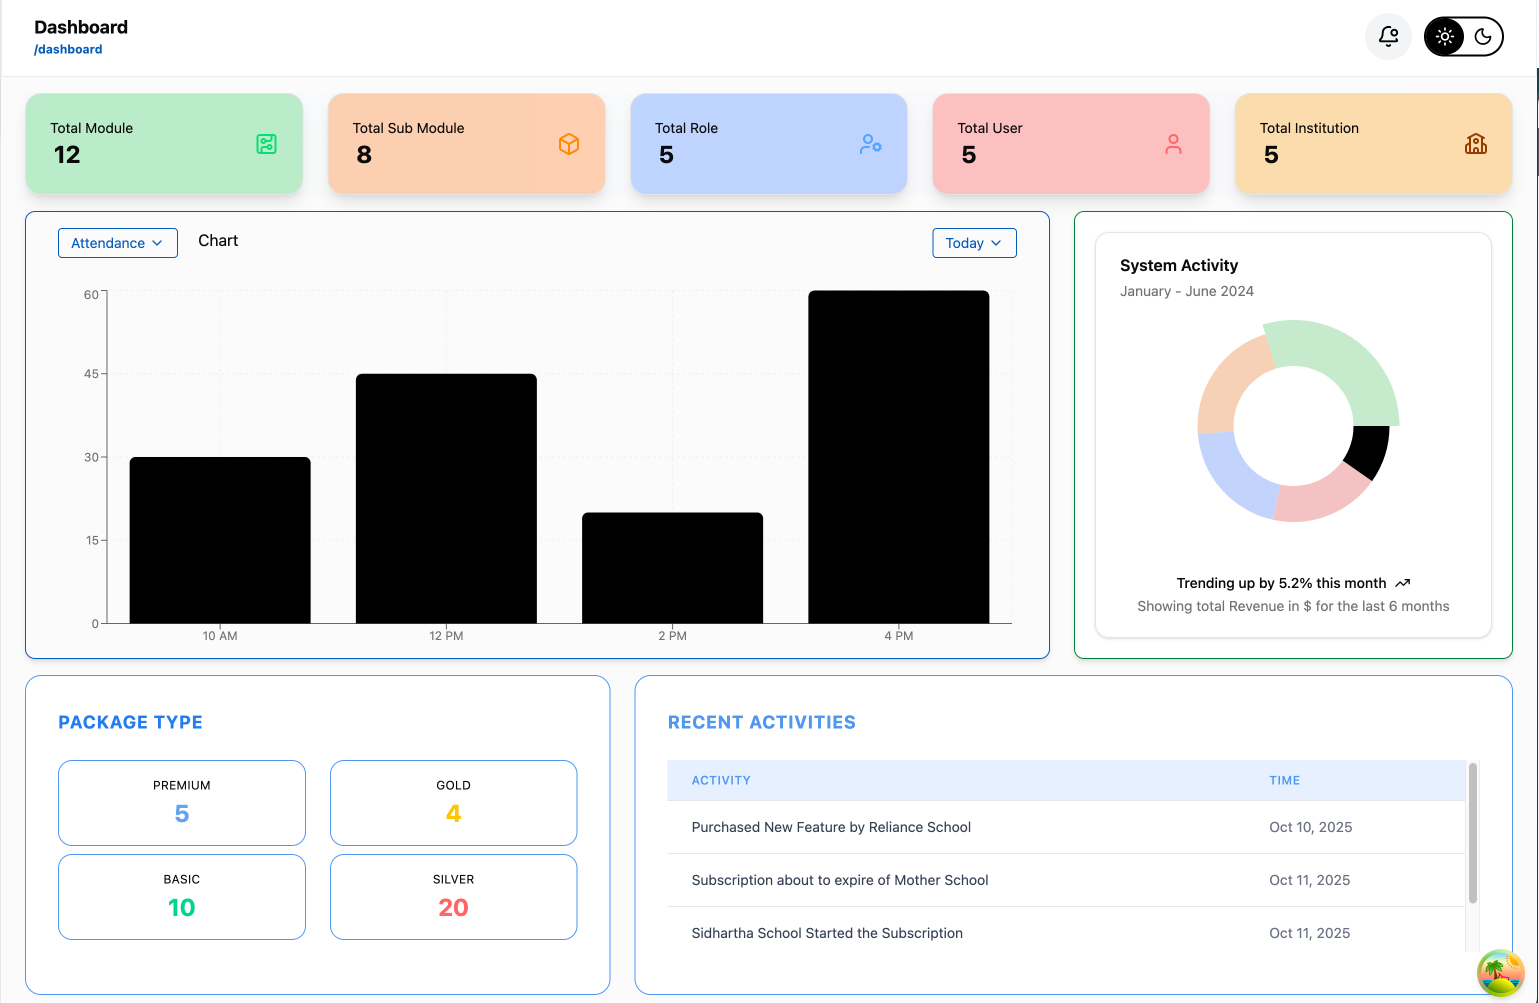 Dashboard
/dashboard
Total Module
12
Total Sub Module
8
Total Role
5
Total User
5
Total Institution
5
Attendance
Chart
Today
60
45
30
15
0
10 AM
12 PM
2 PM
4 PM
System Activity
January - June 2024
Trending up by 5.2% this month
Showing total Revenue in $ for the last 6 months
PACKAGE TYPE
PREMIUM
5
GOLD
4
BASIC
10
SILVER
20
RECENT ACTIVITIES
ACTIVITY TIME
Purchased New Feature by Reliance School Oct 10, 2025
Subscription about to expire of Mother School Oct 11, 2025
Sidhartha School Started the Subscription Oct 11, 2025